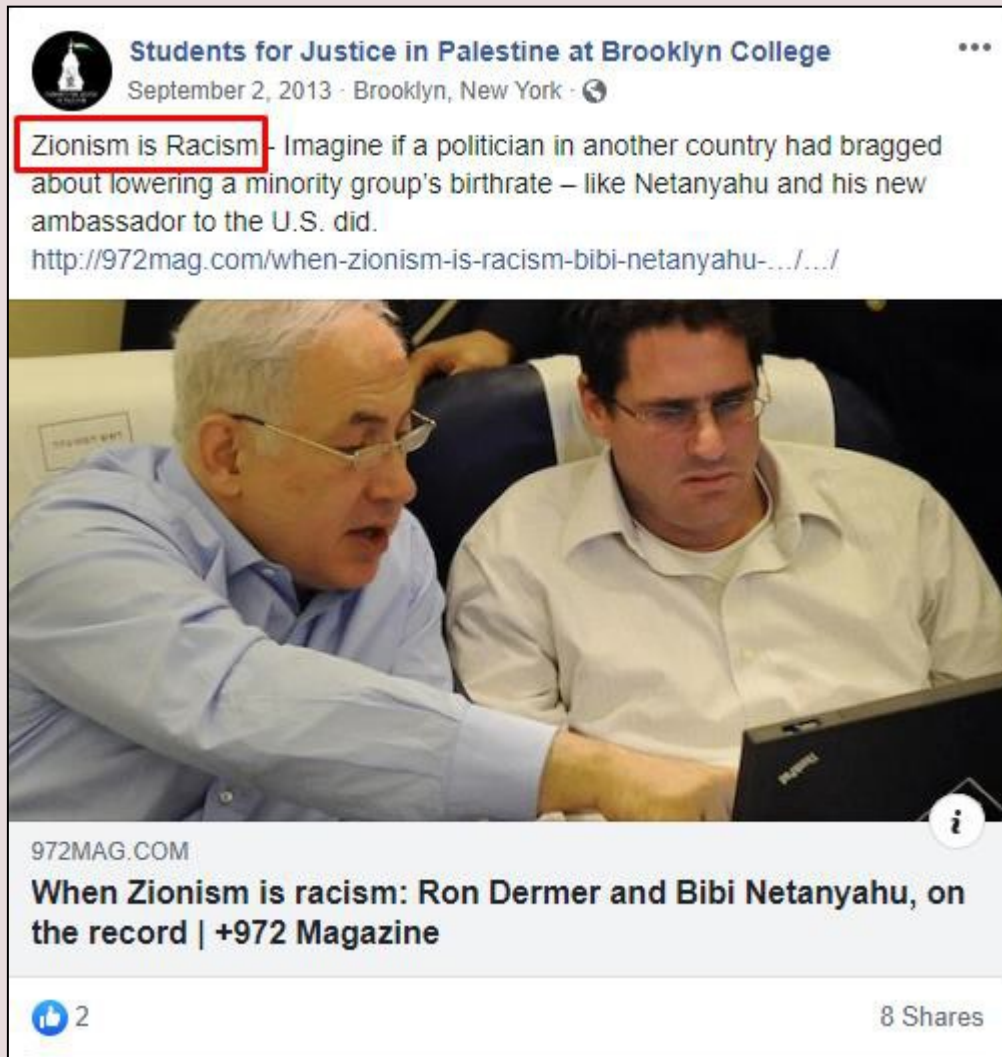 Students for Justice in Palestine at Brooklyn College
September 2, 2013 · Brooklyn, New York ·
Zionism is Racism - Imagine if a politician in another country had bragged
about lowering a minority group's birthrate – like Netanyahu and his new
ambassador to the U.S. did.
http://972mag.com/when-zionism-is-racism-bibi-netanyahu-.../.../
ThinkPad
972MAG.COM
When Zionism is racism: Ron Dermer and Bibi Netanyahu, on
the record | +972 Magazine
2
8 Shares